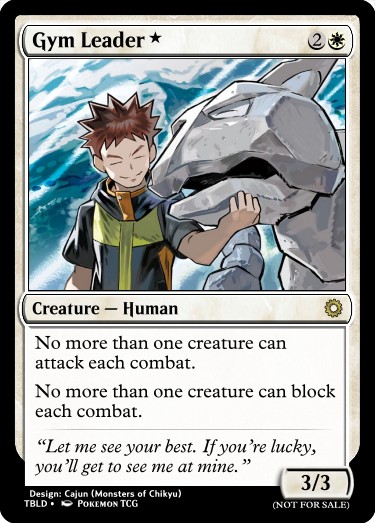 Gym Leader ★
2
Creature — Human
No more than one creature can
attack each combat.
No more than one creature can block
each combat.
“Let me see your best. If you’re lucky,
you’ll get to see me at mine.”
3/3
Design: Cajun (Monsters of Chikyu)
TBLD • Pokemon TCG
(NOT FOR SALE)